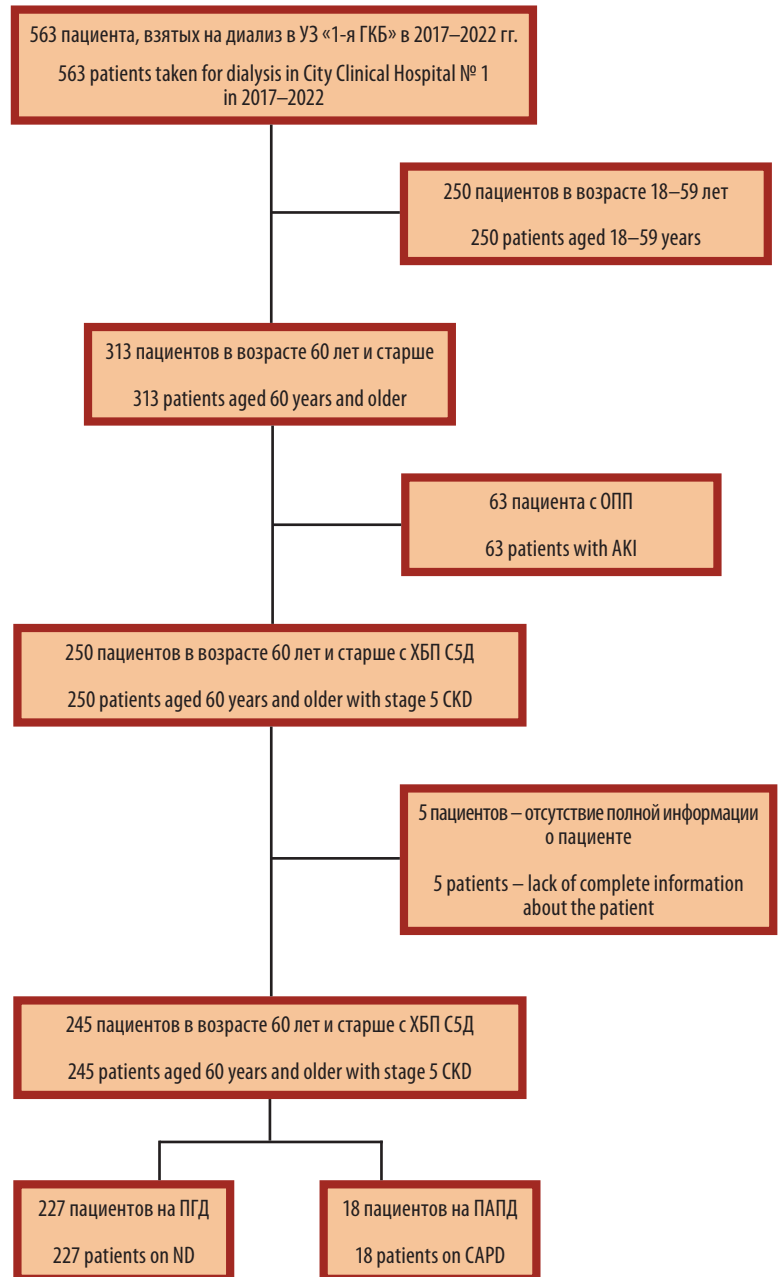 563 пациента, взятых на диализ в УЗ «1-я ГКБ» в 2017–2022 гг.
563 patients taken for dialysis in City Clinical Hospital № 1
in 2017–2022
250 пациентов в возрасте 18–59 лет
250 patients aged 18–59 years
313 пациентов в возрасте 60 лет и старше
313 patients aged 60 years and older
63 пациента с ОПП
63 patients with AKI
250 пациентов в возрасте 60 лет и старше с ХБП С5Д
250 patients aged 60 years and older with stage 5 CKD
5 пациентов – отсутствие полной информации
о пациенте
5 patients – lack of complete information
about the patient
245 пациентов в возрасте 60 лет и старше с ХБП С5Д
245 patients aged 60 years and older with stage 5 CKD
227 пациентов на ПГД
227 patients on ND
18 пациентов на ПАПД
18 patients on CAPD